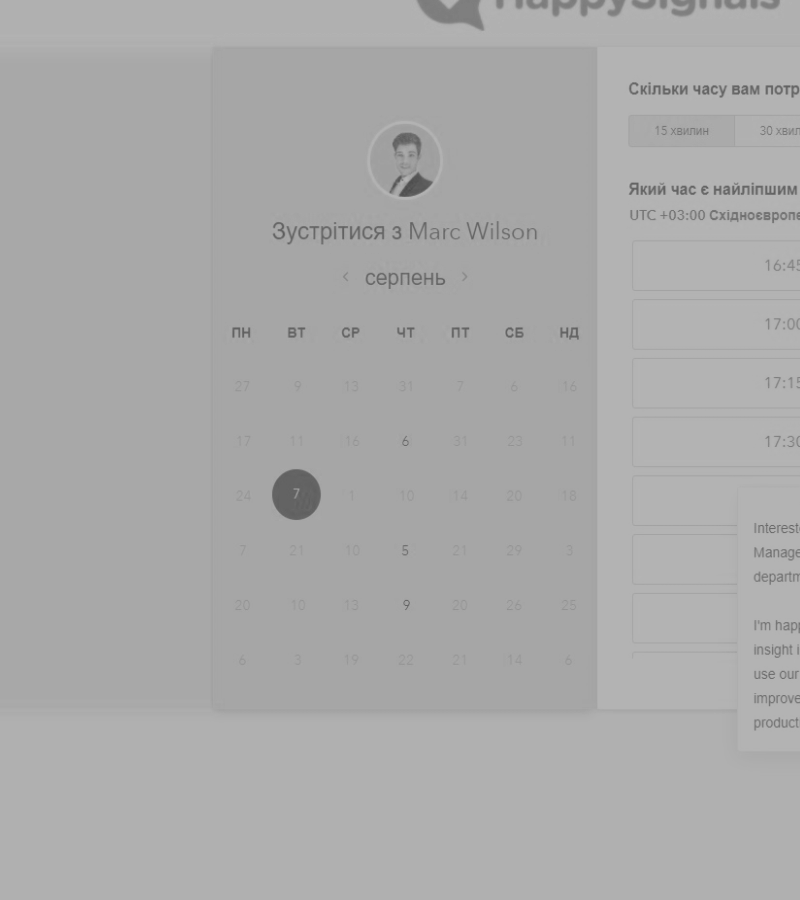 HappySignals
Зустрітися з Marc Wilson
‹ серпень ›
ПН ВТ СР ЧТ ПТ СБ НД
27 9 13 31 7 6 16
17 11 16 6 31 23 11
24 7 1 10 14 20 18
7 21 10 5 21 29 3
20 10 13 9 20 26 25
6 3 19 22 21 14 6
Скільки часу вам потр
15 хвилин 30 хвил
Який час є найліпшим
UTC +03:00 Східноєвропе
16:45
17:00
17:15
17:30
Interest
Manage
departm
I'm hap
insight i
use our
improve
product